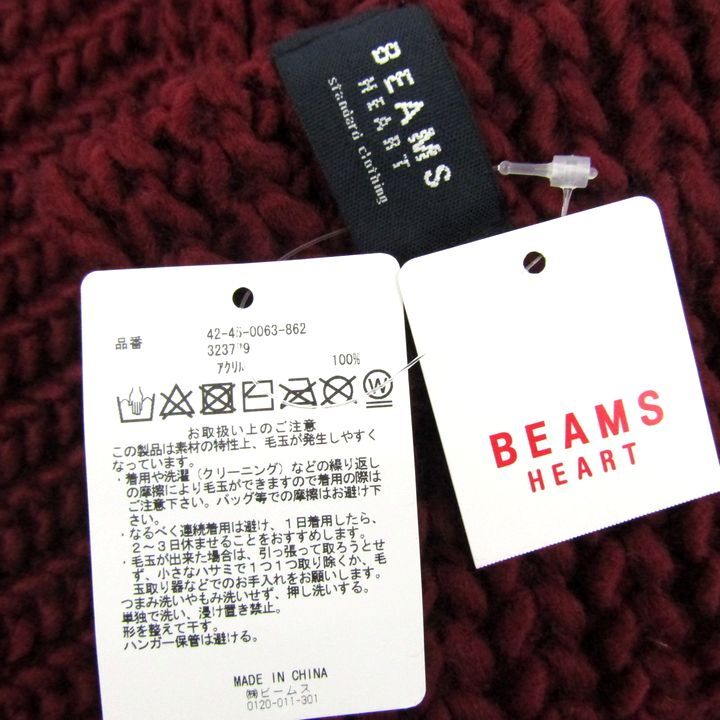 BEAMS
HEART
standard clothing
品番
42-45-0063-862
323779
アクリル 100%
W
お取扱い上のご注意
この製品は素材の特性上、毛玉が発生しやすく
なっています。
・着用や洗濯（クリーニング）などの繰り返し
の摩擦により毛玉ができますので着用の際は
ご注意下さい。バッグ等での摩擦はお避け下
さい。
・なるべく連続着用は避け、1日着用したら、
2～3日休ませることをおすすめします。
・毛玉が出来た場合は、引っ張って取ろうとせ
ず、小さなハサミで1つ1つ取り除くか、毛
玉取り器などでのお手入れをお願いします。
つまみ洗いやもみ洗いせず、押し洗いする。
単独で洗い、浸け置き禁止。
形を整えて干す。
ハンガー保管は避ける。
MADE IN CHINA
㈱ビームス
0120-011-301
BEAMS
HEART